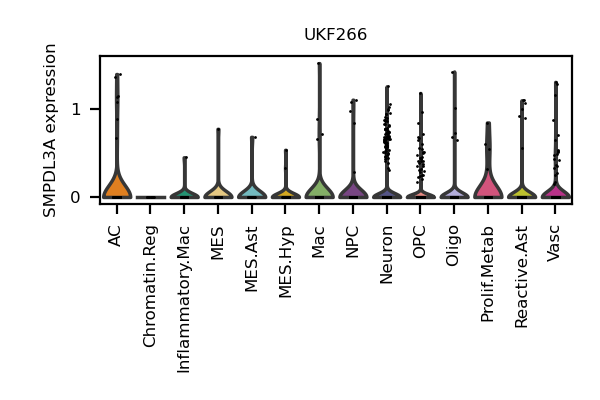 UKF266
SMPDL3A expression
1
0
AC
Chromatin.Reg
Inflammatory.Mac
MES
MES.Ast
MES.Hyp
Mac
NPC
Neuron
OPC
Oligo
Prolif.Metab
Reactive.Ast
Vasc